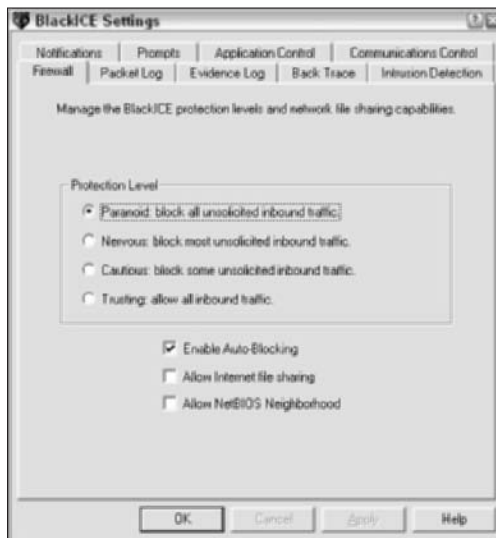 BlackICE Settings
Notifications Prompts Application Control Communications Control
Firewall Packet Log Evidence Log Back Trace Intrusion Detection
Manage the BlackICE protection levels and network file sharing capabilities.
Protection Level
Paranoid: block all unsolicited inbound traffic.
Nervous: block most unsolicited inbound traffic.
Cautious: block some unsolicited inbound traffic.
Trusting: allow all inbound traffic.
Enable Auto-Blocking
Allow Internet file sharing
Allow NetBIOS Neighborhood
OK Cancel Apply Help